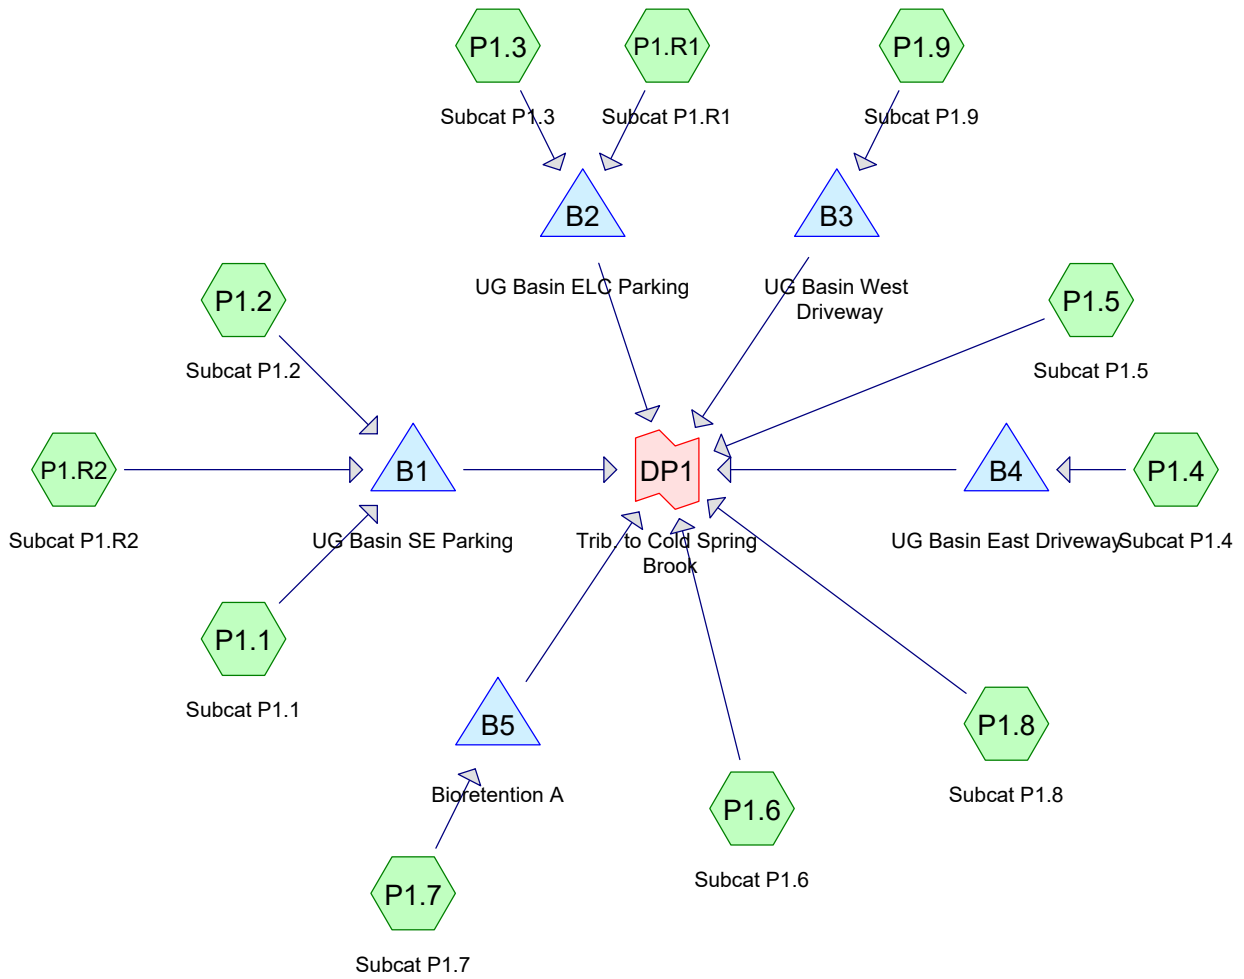 P1.3
P1.R1
P1.9
Subcat P1.3
Subcat P1.R1
Subcat P1.9
B2
B3
UG Basin ELC Parking
UG Basin West
Driveway
P1.2
P1.5
Subcat P1.2
Subcat P1.5
P1.R2
B1
DP1
B4
P1.4
Subcat P1.R2
UG Basin SE Parking
Trib. to Cold Spring
Brook
UG Basin East Driveway
Subcat P1.4
P1.1
Subcat P1.1
B5
P1.8
Bioretention A
Subcat P1.8
P1.6
Subcat P1.6
P1.7
Subcat P1.7